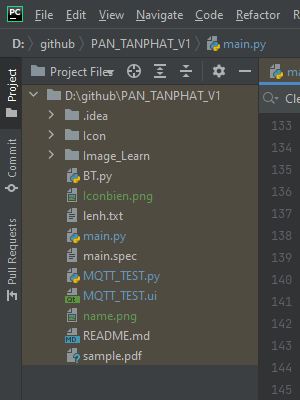 PC File Edit View Navigate Code Refactor
D: github PAN_TANPHAT_V1 main.py
Project Files
D:\github\PAN_TANPHAT_V1
.idea
Icon
Image_Learn
BT.py
Iconbien.png
lenh.txt
main.py
main.spec
MQTT_TEST.py
MQTT_TEST.ui
name.png
README.md
sample.pdf
Project
Commit
Pull Requests
ma
Cle
133
134
135
136
137
138
139
140
141
142
143
144
145